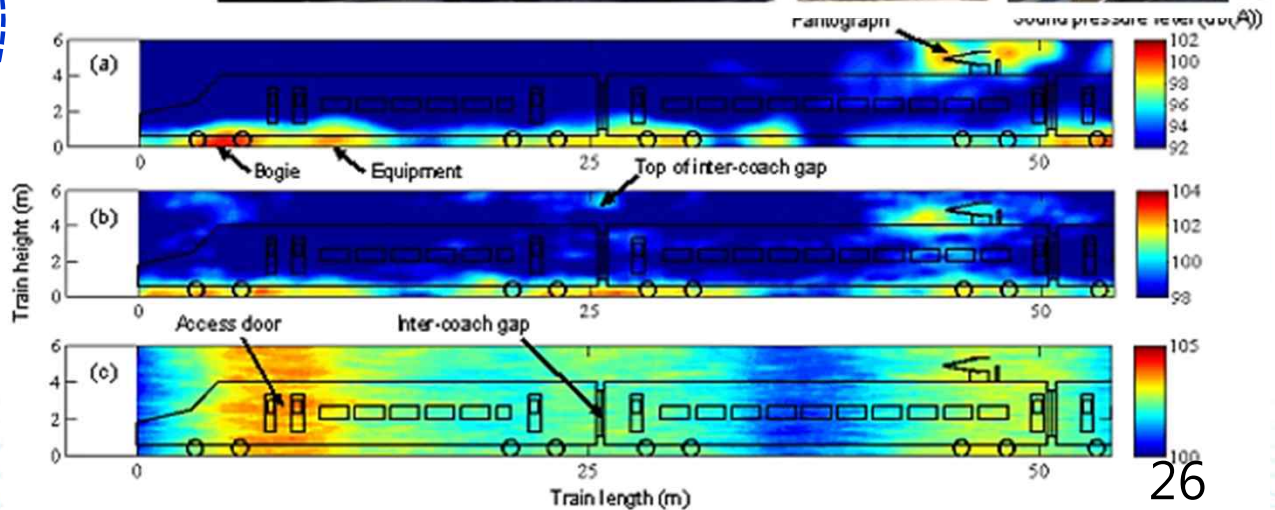 Pantograph
Sound pressure level (dB(A))
(a)
6
4
2
0
0
25
50
102
100
98
96
94
92
Bogie
Equipment
Top of inter-coach gap
Train height (m)
(b)
6
4
2
0
0
25
50
104
102
100
98
Access door
Inter-coach gap
(c)
6
4
2
0
0
25
50
105
100
Train length (m)
26